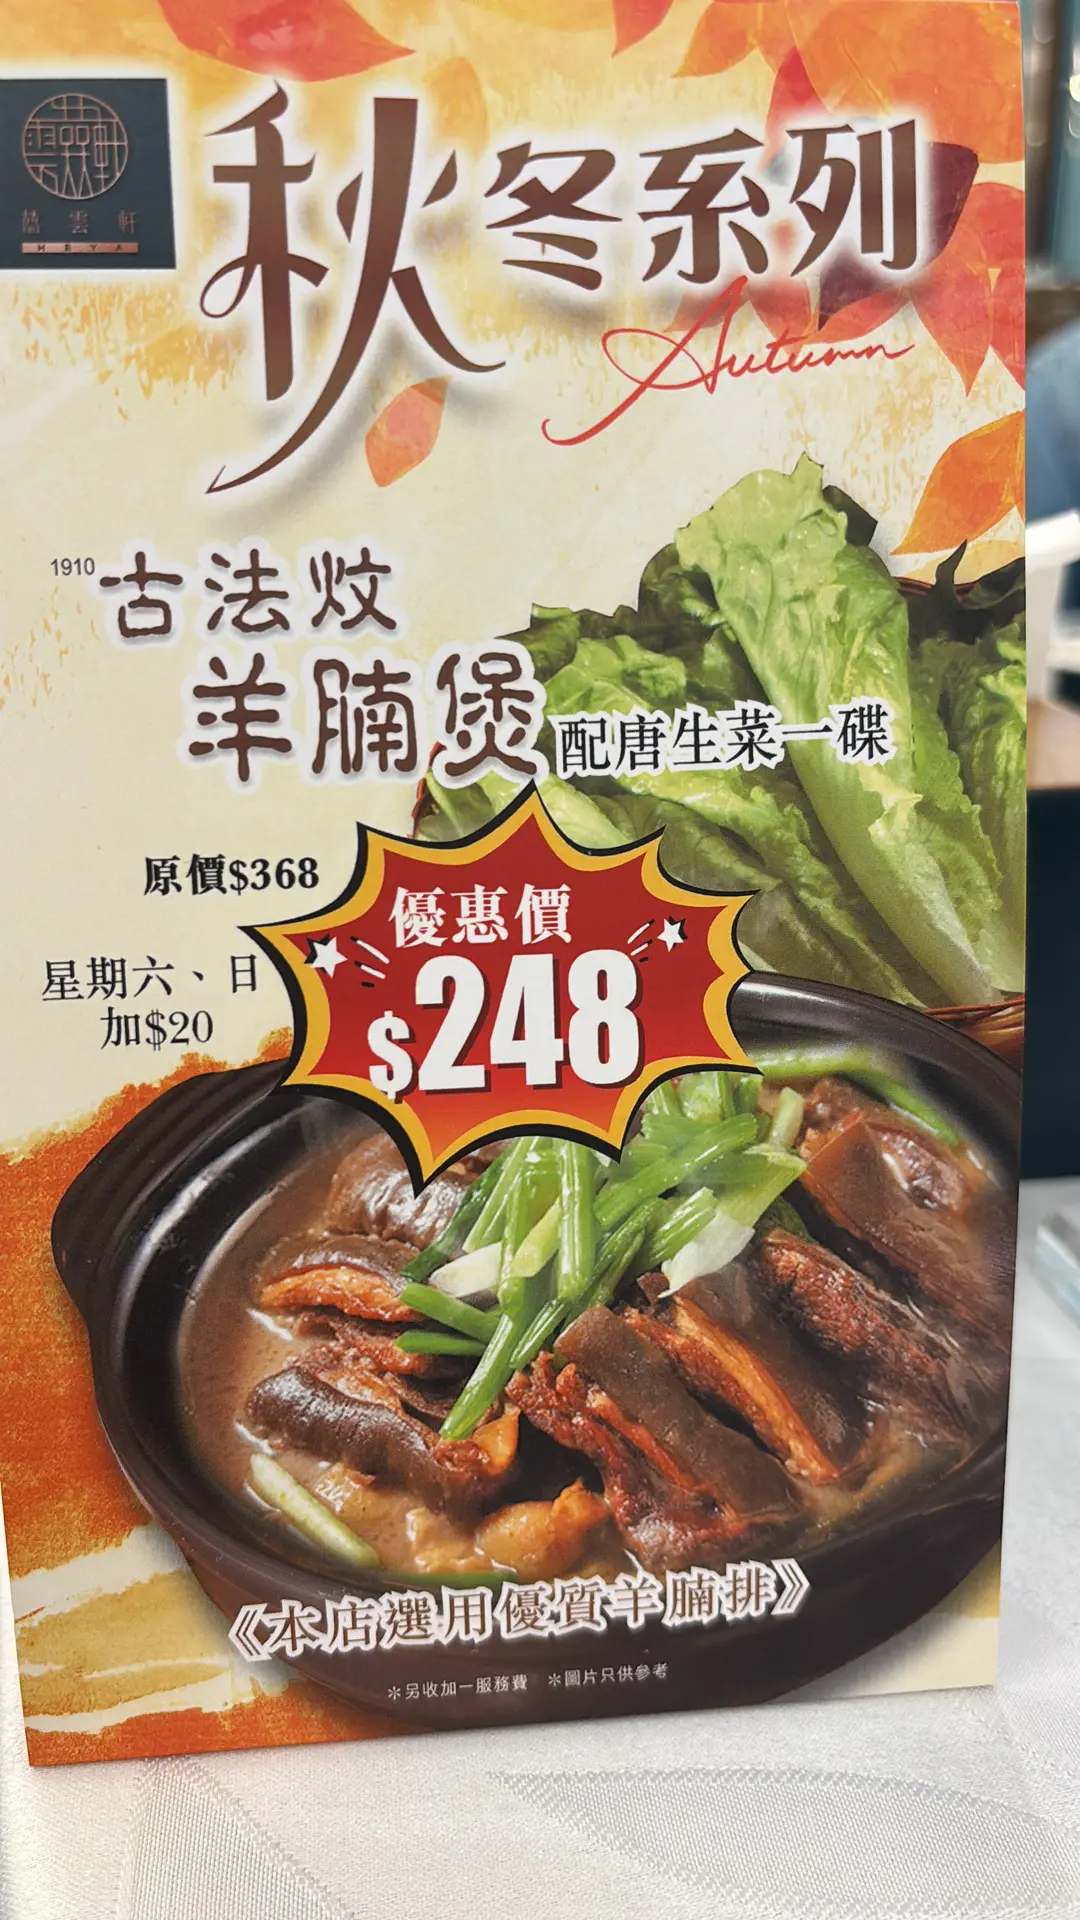 囍雲軒
HEYA
秋冬系列
Autumn
1910 古法炆
羊腩煲 配唐生菜一碟
原價$368
優惠價
$248
星期六、日
加$20
《本店選用優質羊腩排》
*另收加一服務費 *圖片只供參考